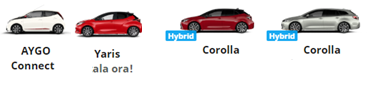 Hybrid
Hybrid
AYGO
Connect
Yaris
ala ora!
Corolla
Corolla